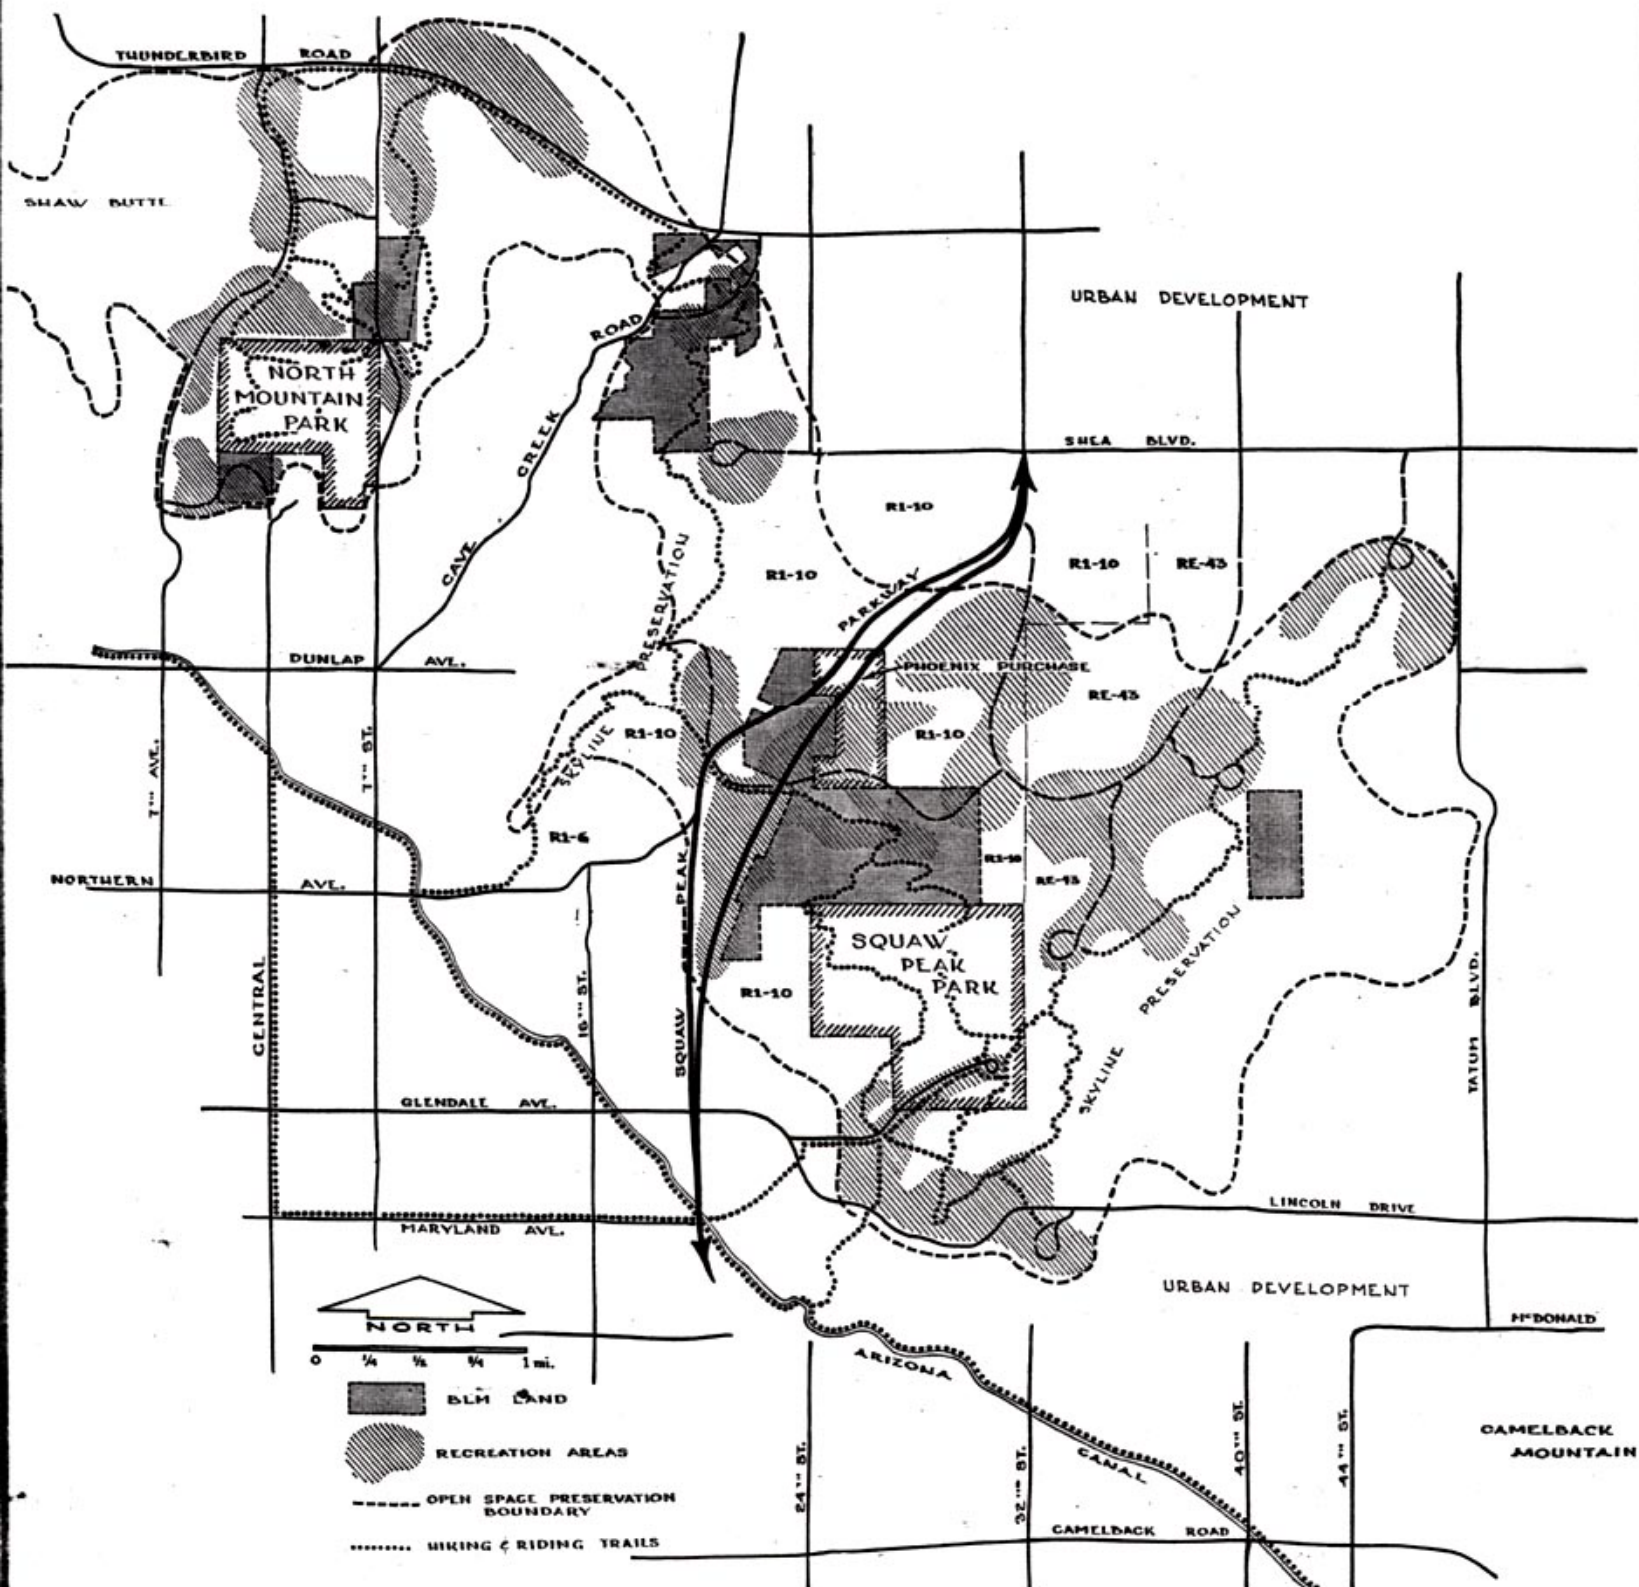 THUNDERBIRD ROAD
SHAW BUTTE
URBAN DEVELOPMENT
ROAD
NORTH
MOUNTAIN
PARK
CREEK
SHEA BLVD.
R1-10
CAVE
PRESERVATION
R1-10
R1-10
RE-43
PARKWAY
DUNLAP AVE.
PHOENIX PURCHASE
RE-43
R1-10
R1-10
SKYLINE
7TH AVE.
7TH ST.
R1-6
R1-10
RE-43
PEAK
NORTHERN AVE.
SQUAW
PEAK
PARK
PRESERVATION
R1-10
CENTRAL
16TH ST.
SQUAW
TATUM BLVD.
SKYLINE
GLENDALE AVE.
LINCOLN DRIVE
MARYLAND AVE.
URBAN DEVELOPMENT
NORTH
McDONALD
0 1/4 1/2 3/4 1 mi.
ARIZONA
BLM LAND
CAMELBACK
MOUNTAIN
RECREATION AREAS
CANAL
24TH ST.
32ND ST.
40TH ST.
44TH ST.
OPEN SPACE PRESERVATION
BOUNDARY
CAMELBACK ROAD
HIKING & RIDING TRAILS